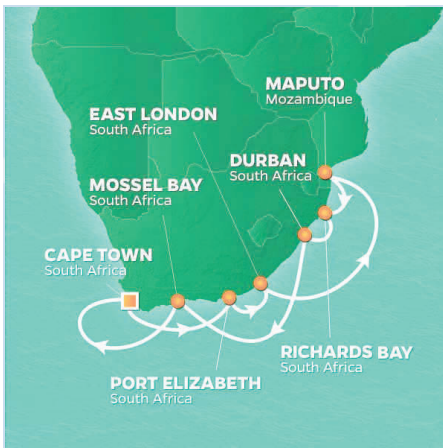 MAPUTO
Mozambique
EAST LONDON
South Africa
DURBAN
South Africa
MOSSEL BAY
South Africa
CAPE TOWN
South Africa
RICHARDS BAY
South Africa
PORT ELIZABETH
South Africa